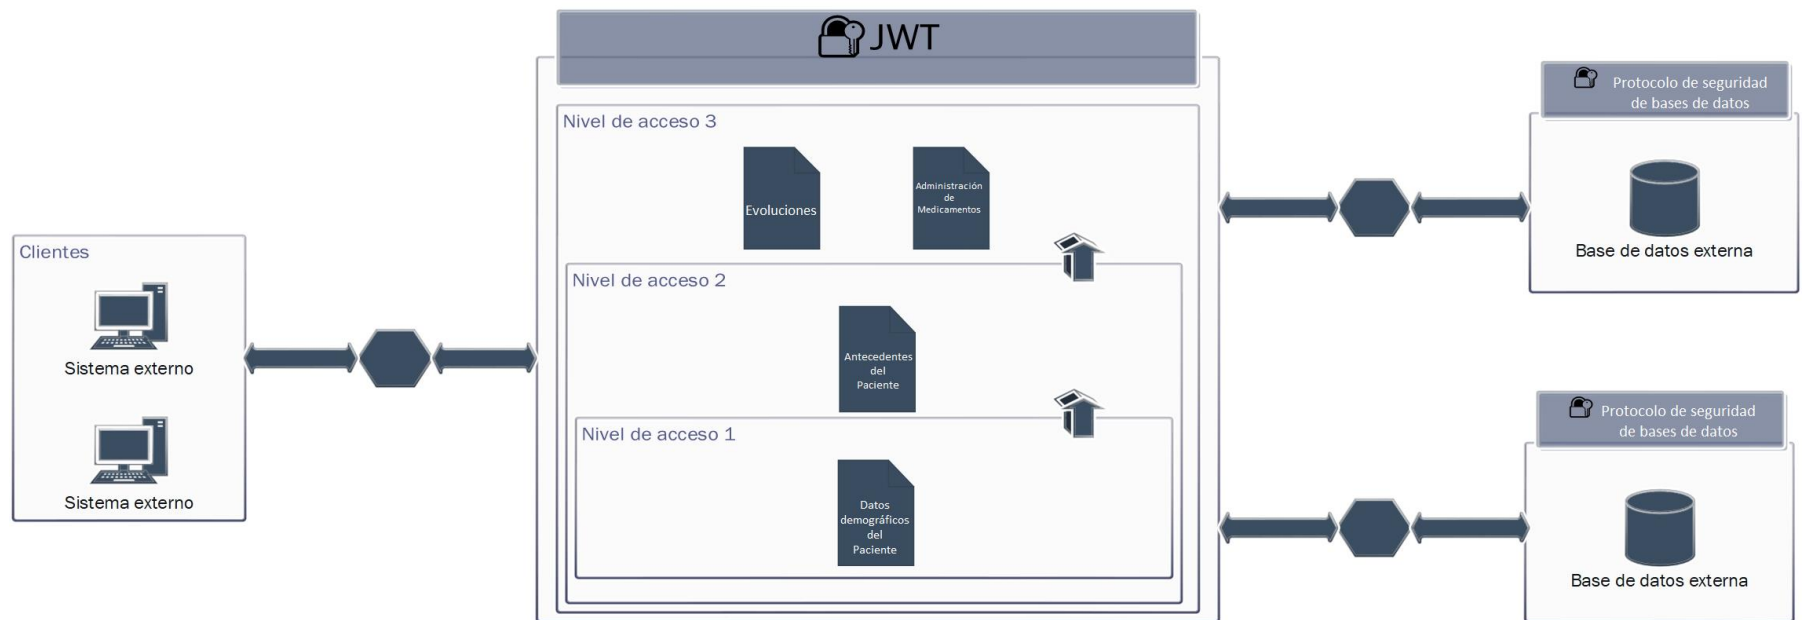 JWT
Nivel de acceso 3
Evoluciones
Administración
de
Medicamentos
Nivel de acceso 2
Antecedentes
del
Paciente
Nivel de acceso 1
Datos
demográficos
del
Paciente
Clientes
Sistema externo
Sistema externo
Protocolo de seguridad
de bases de datos
Base de datos externa
Protocolo de seguridad
de bases de datos
Base de datos externa